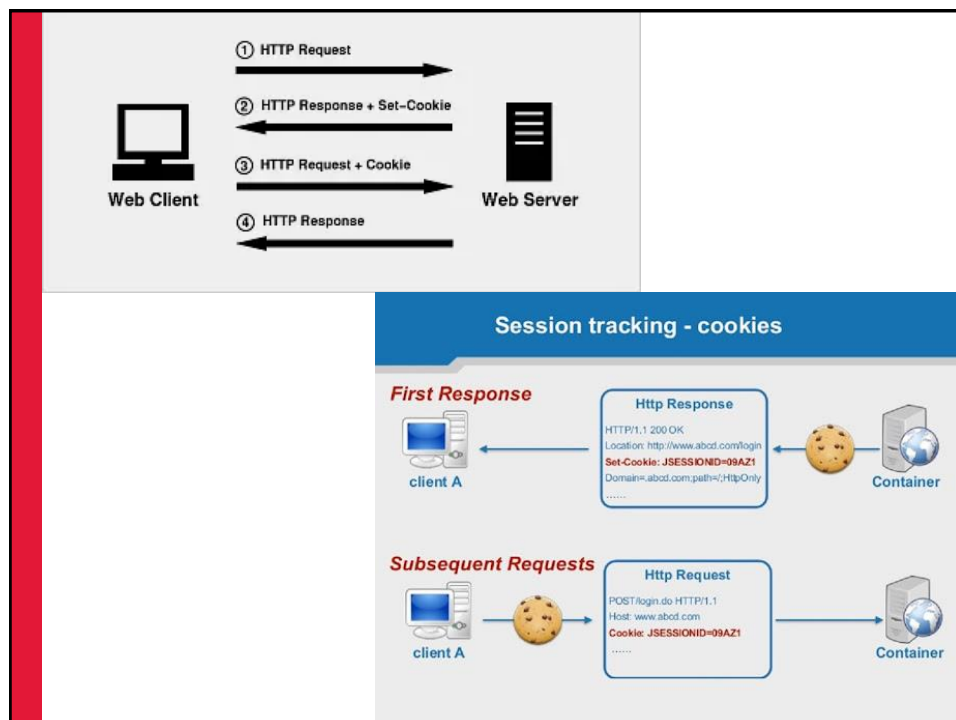 ① HTTP Request
② HTTP Response + Set-Cookie
③ HTTP Request + Cookie
④ HTTP Response
Web Client
Web Server
Session tracking - cookies
First Response
Http Response
HTTP/1.1 200 OK
Location: http://www.abcd.com/login
Set-Cookie: JSESSIONID=09AZ1
Domain=.abcd.com;path=/;HttpOnly
......
client A
Container
Subsequent Requests
Http Request
POST/login.do HTTP/1.1
Host: www.abcd.com
Cookie: JSESSIONID=09AZ1
......
client A
Container